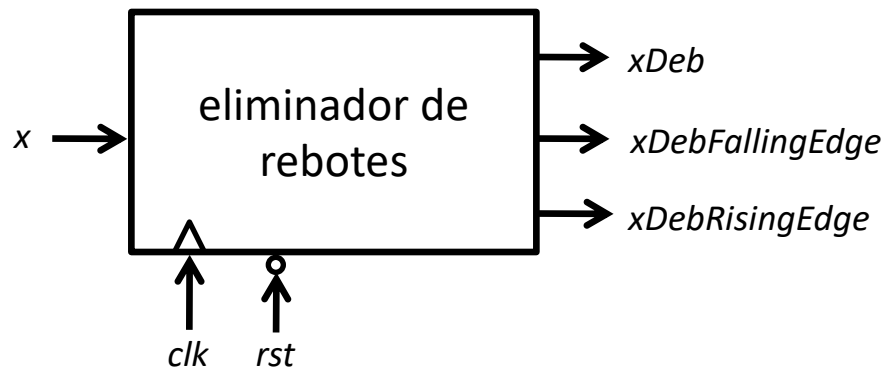 xDeb
eliminador de
x
rebotes
xDebFallingEdge
xDebRisingEdge
clk
rst